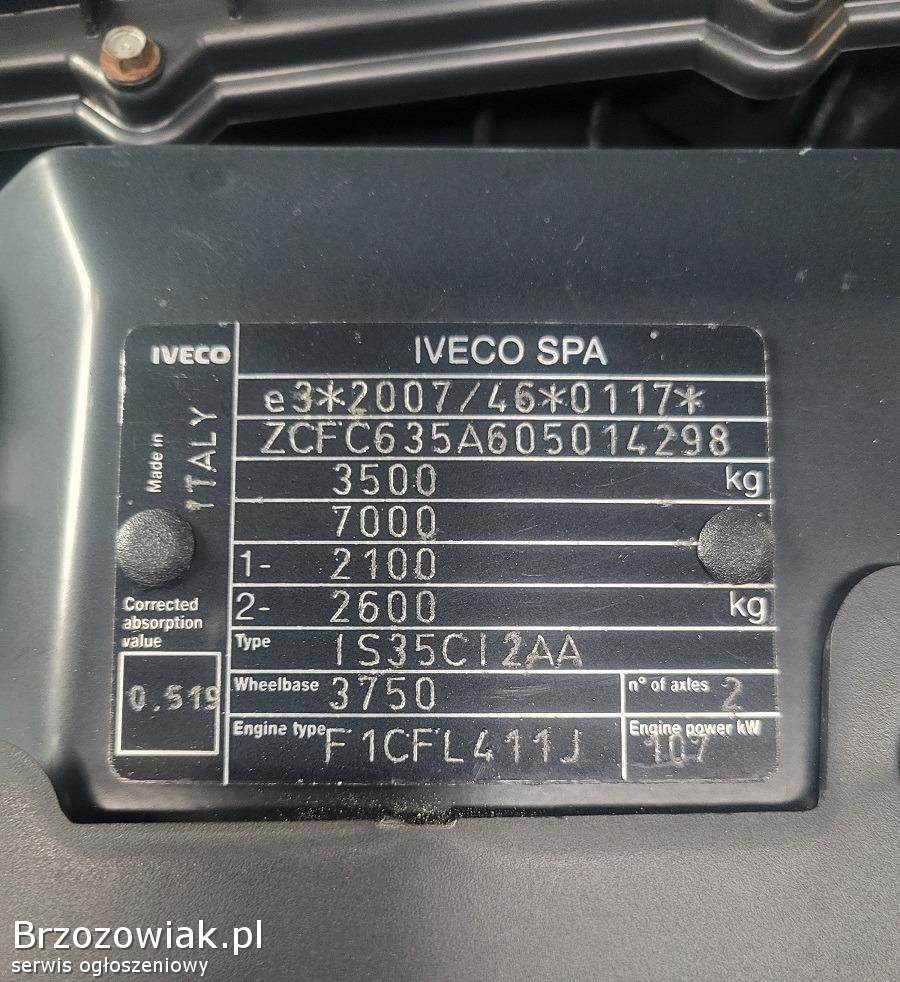 IVECO
IVECO SPA
Made in
ITALY
e3*2007/46*0117*
ZCFC635A605014298
3500 kg
7000
1- 2100
2- 2600 kg
Corrected
absorption
value
0.519
Type IS35CI2AA
Wheelbase 3750
n° of axles 2
Engine type F1CFL411J
Engine power kW
107
Brzozowiak.pl
serwis ogłoszeniowy